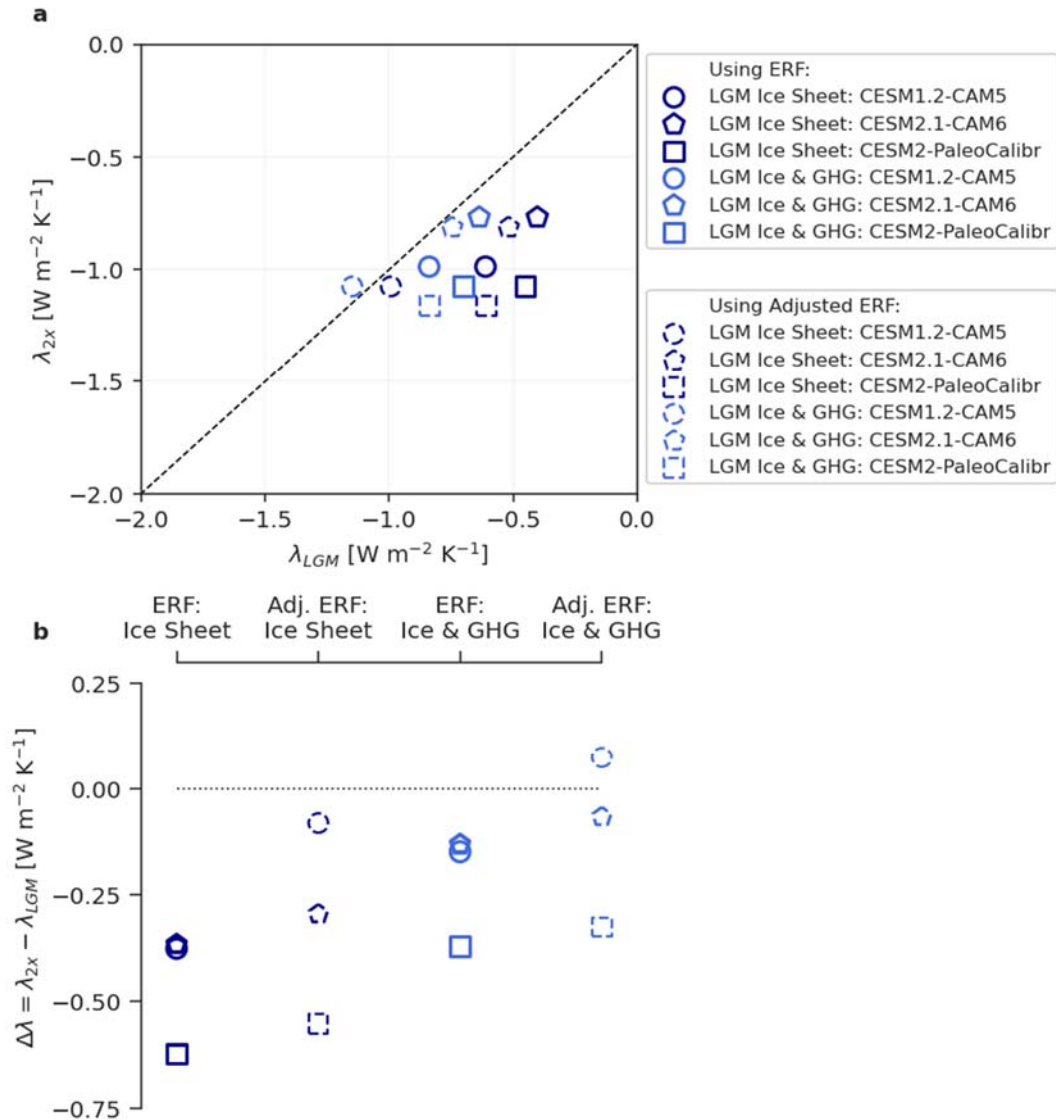 a
0.0
−0.5
−1.0
−1.5
−2.0
λ2x [W m−2 K−1]
−2.0 −1.5 −1.0 −0.5 0.0
λLGM [W m−2 K−1]
Using ERF:
LGM Ice Sheet: CESM1.2-CAM5
LGM Ice Sheet: CESM2.1-CAM6
LGM Ice Sheet: CESM2-PaleoCalibr
LGM Ice & GHG: CESM1.2-CAM5
LGM Ice & GHG: CESM2.1-CAM6
LGM Ice & GHG: CESM2-PaleoCalibr
Using Adjusted ERF:
LGM Ice Sheet: CESM1.2-CAM5
LGM Ice Sheet: CESM2.1-CAM6
LGM Ice Sheet: CESM2-PaleoCalibr
LGM Ice & GHG: CESM1.2-CAM5
LGM Ice & GHG: CESM2.1-CAM6
LGM Ice & GHG: CESM2-PaleoCalibr
b
ERF: Adj. ERF: ERF: Adj. ERF:
Ice Sheet Ice Sheet Ice & GHG Ice & GHG
0.25
0.00
−0.25
−0.50
−0.75
Δλ = λ2x − λLGM [W m−2 K−1]